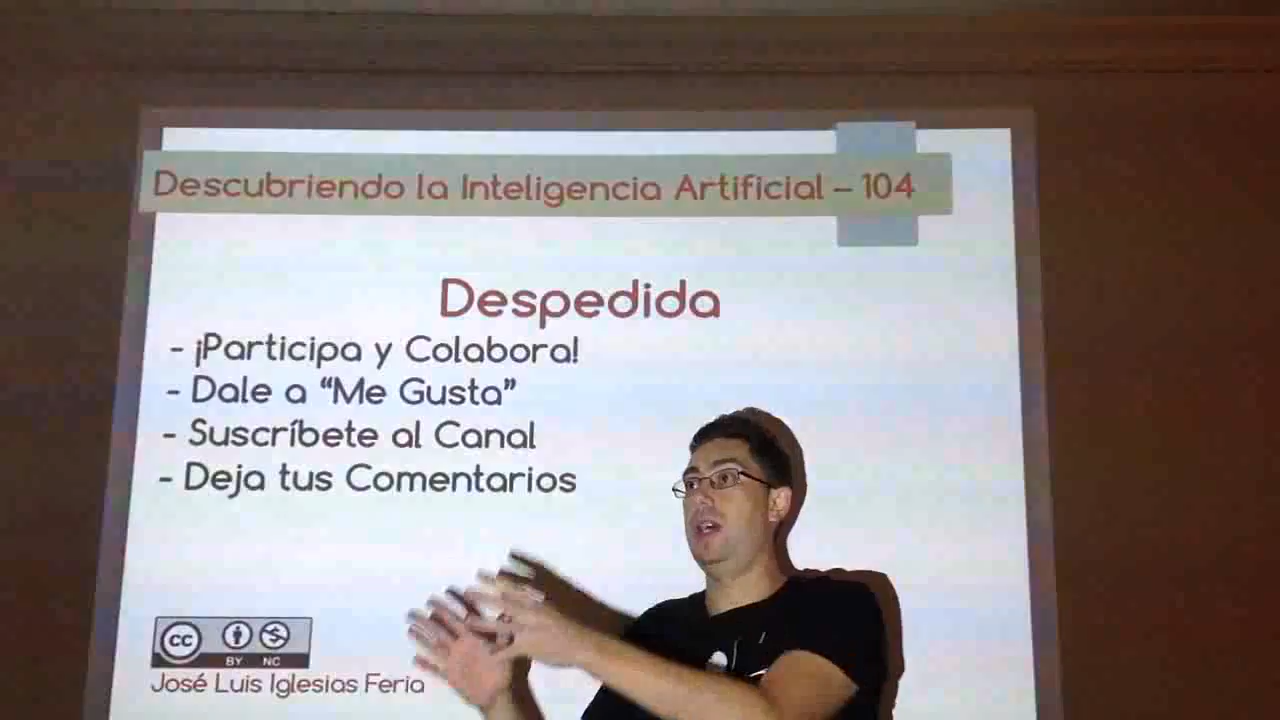 Descubriendo la Inteligencia Artificial – 104
Despedida
- ¡Participa y Colabora!
- Dale a “Me Gusta”
- Suscríbete al Canal
- Deja tus Comentarios
cc
BY NC
José Luis Iglesias Feria